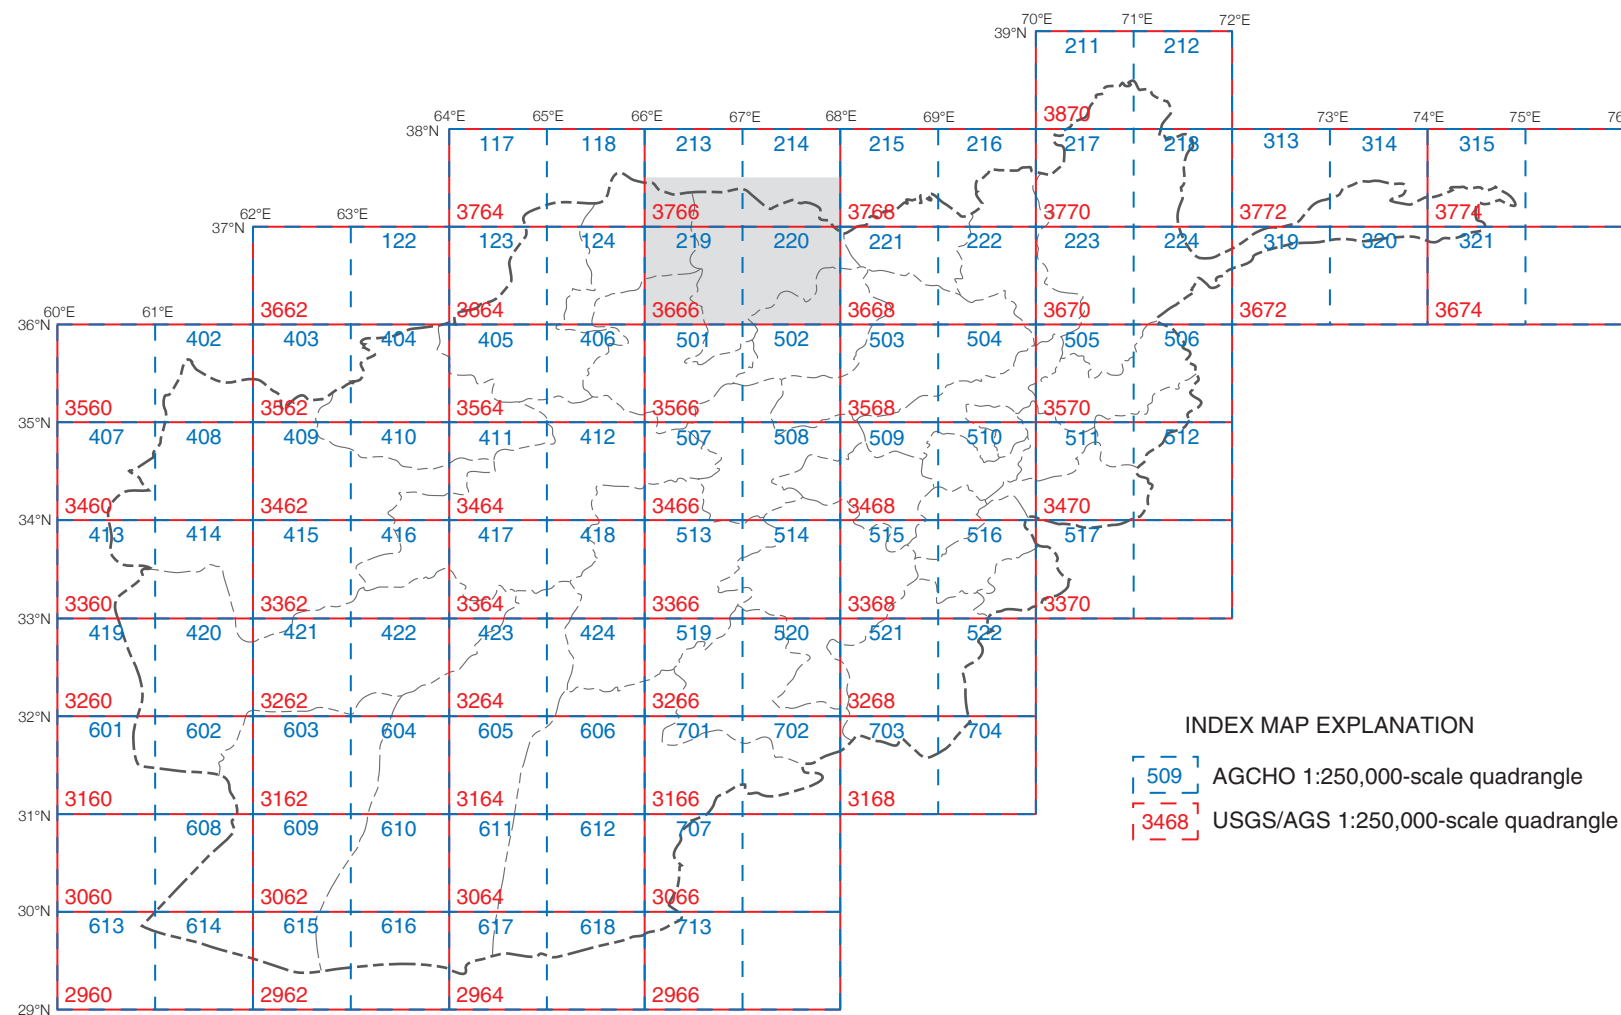 70°E 71°E 72°E
39°N 211 212
64°E 65°E 66°E 67°E 68°E 69°E 3870 73°E 74°E 75°E
38°N 117 118 213 214 215 216 217 218 313 314 315
62°E 63°E 3764 3766 3768 3770 3772 3774
37°N 122 123 124 219 220 221 222 223 224 319 320 321
60°E 61°E 3662 3664 3666 3668 3670 3672 3674
36°N 402 403 404 405 406 501 502 503 504 505 506
3560 3562 3564 3566 3568 3570
35°N 407 408 409 410 411 412 507 508 509 510 511 512
3460 3462 3464 3466 3468 3470
34°N 413 414 415 416 417 418 513 514 515 516 517
3360 3362 3364 3366 3368 3370
33°N 419 420 421 422 423 424 519 520 521 522
3260 3262 3264 3266 3268
32°N 601 602 603 604 605 606 701 702 703 704
INDEX MAP EXPLANATION
509 AGCHO 1:250,000-scale quadrangle
3468 USGS/AGS 1:250,000-scale quadrangle
3160 3162 3164 3166 3168
31°N 608 609 610 611 612 707
3060 3062 3064 3066
30°N 613 614 615 616 617 618 713
2960 2962 2964 2966
29°N